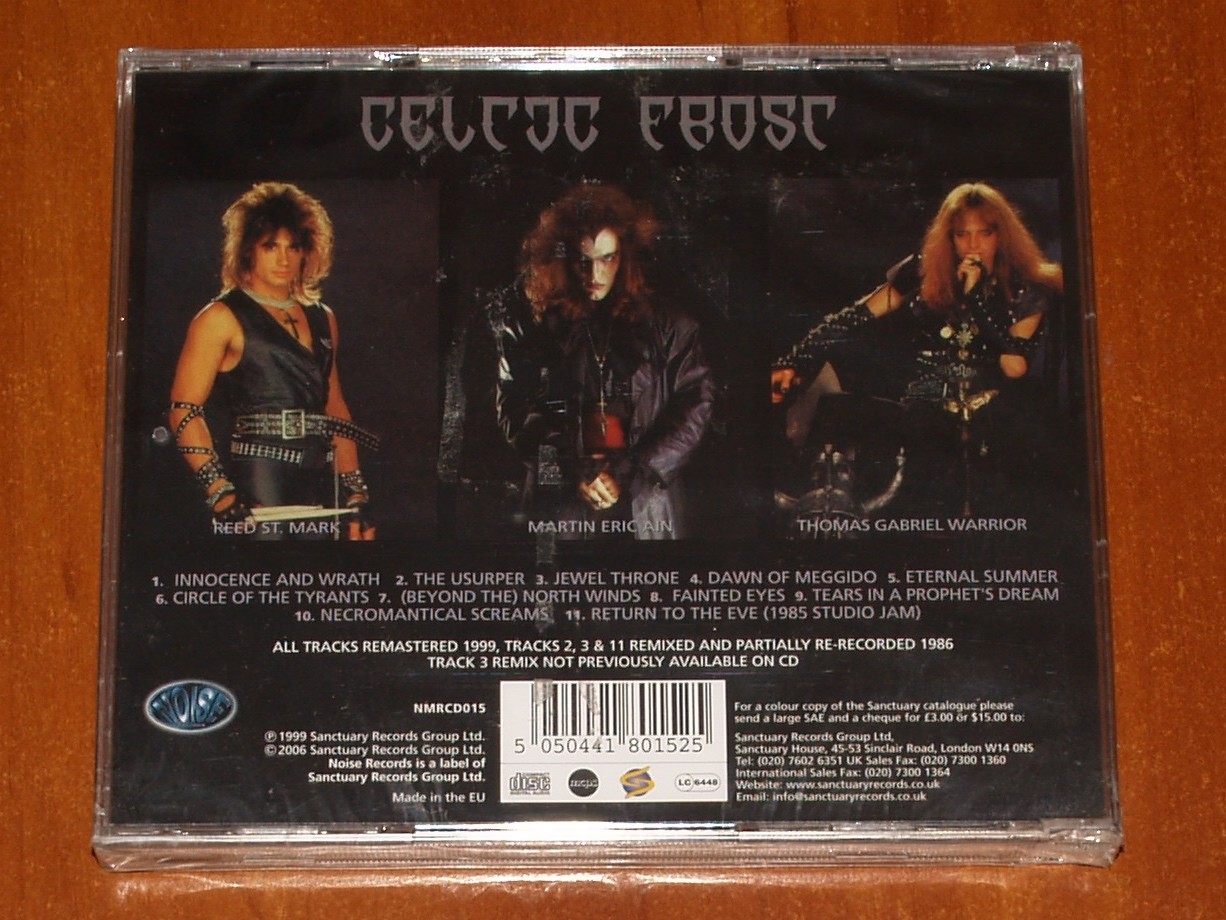 CELTIC FROST
REED ST. MARK
MARTIN ERIC AIN
THOMAS GABRIEL WARRIOR
1. INNOCENCE AND WRATH 2. THE USURPER 3. JEWEL THRONE 4. DAWN OF MEGGIDO 5. ETERNAL SUMMER
6. CIRCLE OF THE TYRANTS 7. (BEYOND THE) NORTH WINDS 8. FAINTED EYES 9. TEARS IN A PROPHET'S DREAM
10. NECROMANTICAL SCREAMS 11. RETURN TO THE EVE (1985 STUDIO JAM)
ALL TRACKS REMASTERED 1999, TRACKS 2, 3 & 11 REMIXED AND PARTIALLY RE-RECORDED 1986
TRACK 3 REMIX NOT PREVIOUSLY AVAILABLE ON CD
NOISE
NMRCD015
℗ 1999 Sanctuary Records Group Ltd.
© 2006 Sanctuary Records Group Ltd.
Noise Records is a label of
Sanctuary Records Group Ltd.
Made in the EU
5 050441 801525
COMPACT
disc
DIGITAL AUDIO
mcps
LC 6448
For a colour copy of the Sanctuary catalogue please
send a large SAE and a cheque for £3.00 or $15.00 to:
Sanctuary Records Group Ltd,
Sanctuary House, 45-53 Sinclair Road, London W14 0NS
Tel: (020) 7602 6351 UK Sales Fax: (020) 7300 1360
International Sales Fax: (020) 7300 1364
Website: www.sanctuaryrecords.co.uk
Email: info@sanctuaryrecords.co.uk